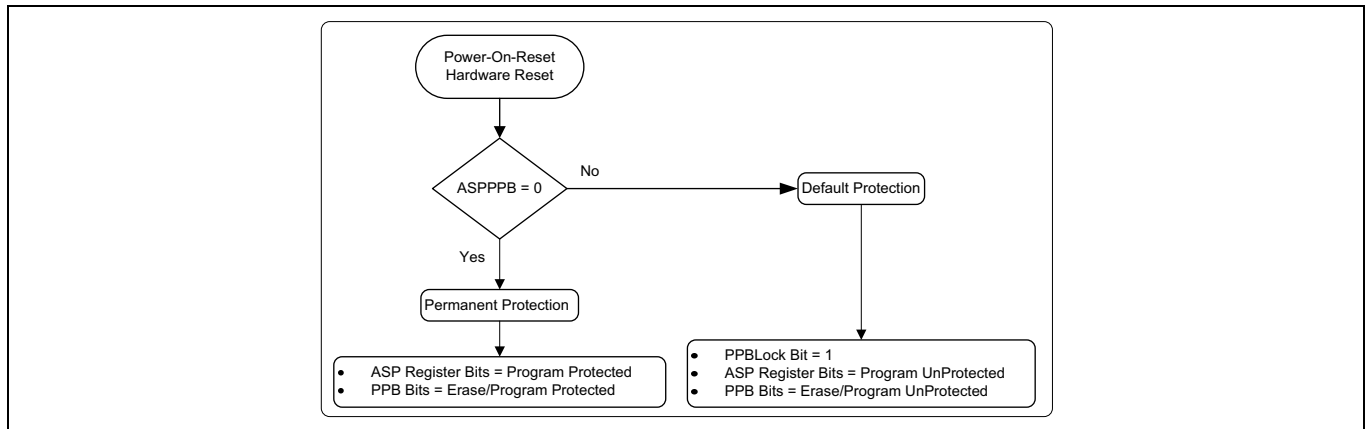 Power-On-Reset
Hardware Reset
ASPPPB = 0
No
Default Protection
Yes
Permanent Protection
• ASP Register Bits = Program Protected
• PPB Bits = Erase/Program Protected
• PPBLock Bit = 1
• ASP Register Bits = Program UnProtected
• PPB Bits = Erase/Program UnProtected